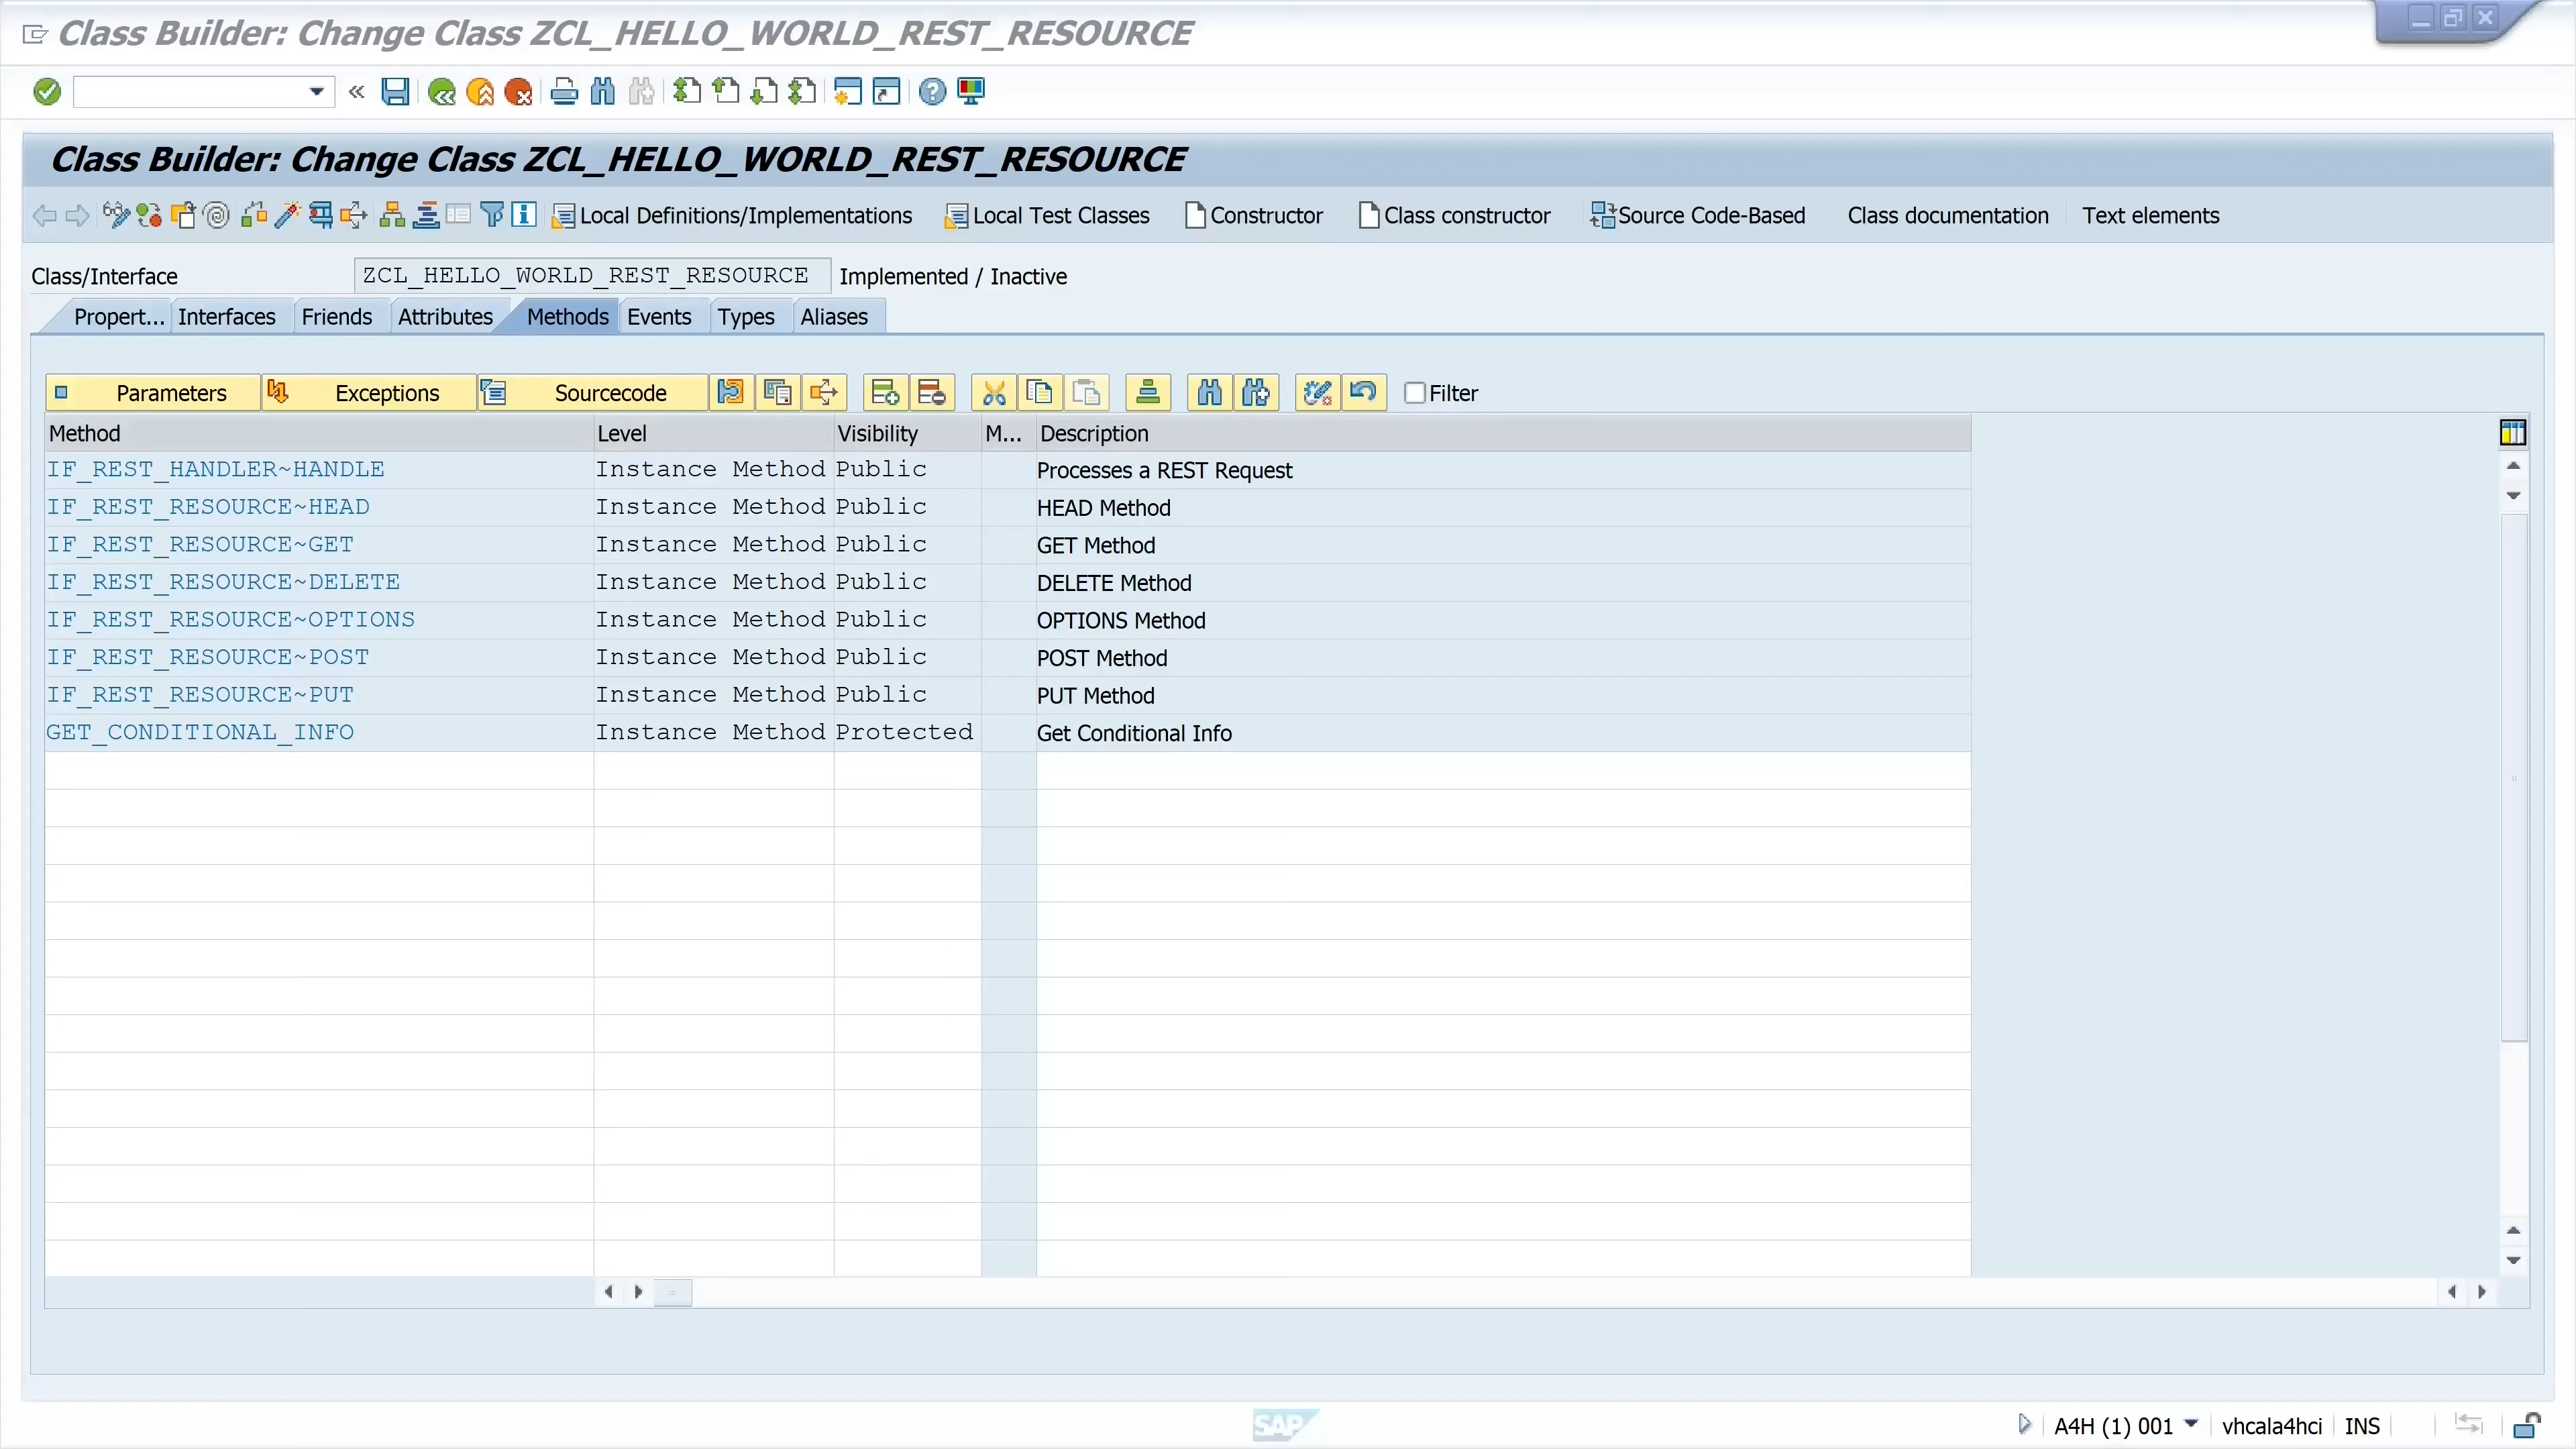 Class Builder: Change Class ZCL_HELLO_WORLD_REST_RESOURCE
Class Builder: Change Class ZCL_HELLO_WORLD_REST_RESOURCE
Local Definitions/Implementations Local Test Classes Constructor Class constructor Source Code-Based Class documentation Text elements
Class/Interface ZCL_HELLO_WORLD_REST_RESOURCE Implemented / Inactive
Propert... Interfaces Friends Attributes Methods Events Types Aliases
Parameters Exceptions Sourcecode Filter
Method Level Visibility M... Description
IF_REST_HANDLER~HANDLE Instance Method Public Processes a REST Request
IF_REST_RESOURCE~HEAD Instance Method Public HEAD Method
IF_REST_RESOURCE~GET Instance Method Public GET Method
IF_REST_RESOURCE~DELETE Instance Method Public DELETE Method
IF_REST_RESOURCE~OPTIONS Instance Method Public OPTIONS Method
IF_REST_RESOURCE~POST Instance Method Public POST Method
IF_REST_RESOURCE~PUT Instance Method Public PUT Method
GET_CONDITIONAL_INFO Instance Method Protected Get Conditional Info
SAP A4H (1) 001 vhcala4hci INS